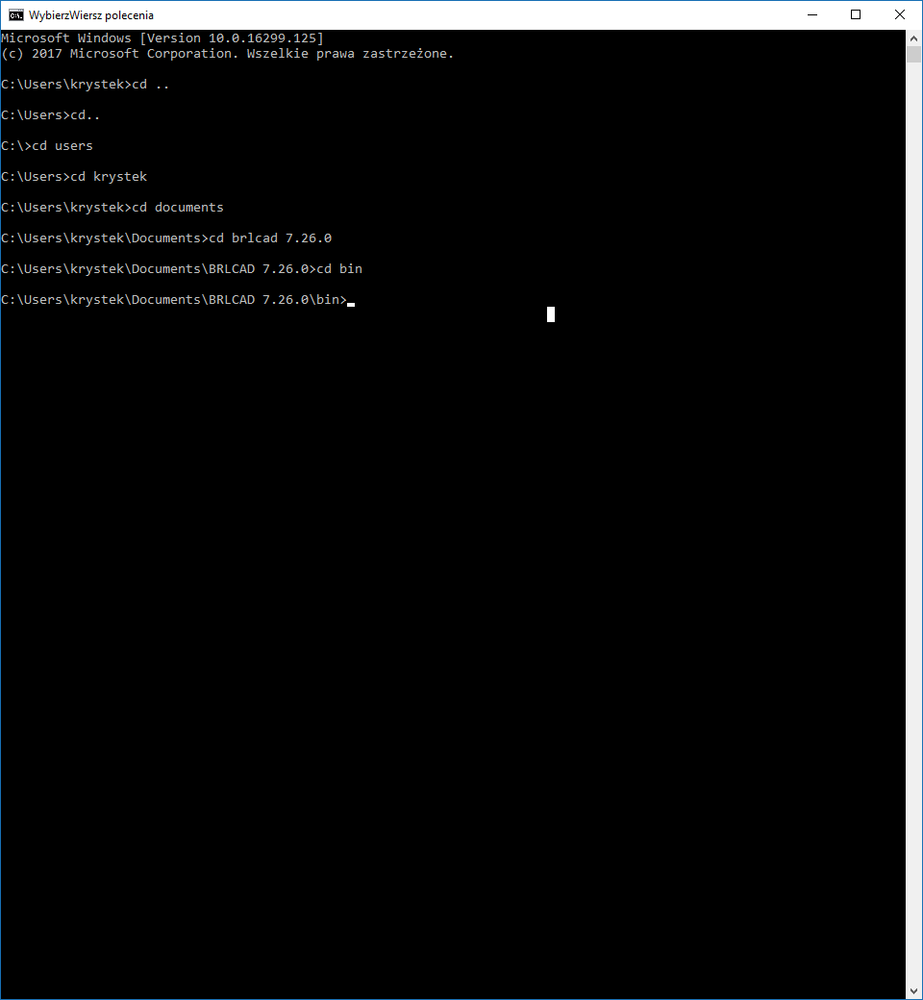 WybierzWiersz polecenia
Microsoft Windows [Version 10.0.16299.125]
(c) 2017 Microsoft Corporation. Wszelkie prawa zastrzeżone.
C:\Users\krystek>cd ..
C:\Users>cd..
C:\>cd users
C:\Users>cd krystek
C:\Users\krystek>cd documents
C:\Users\krystek\Documents>cd brlcad 7.26.0
C:\Users\krystek\Documents\BRLCAD 7.26.0>cd bin
C:\Users\krystek\Documents\BRLCAD 7.26.0\bin>